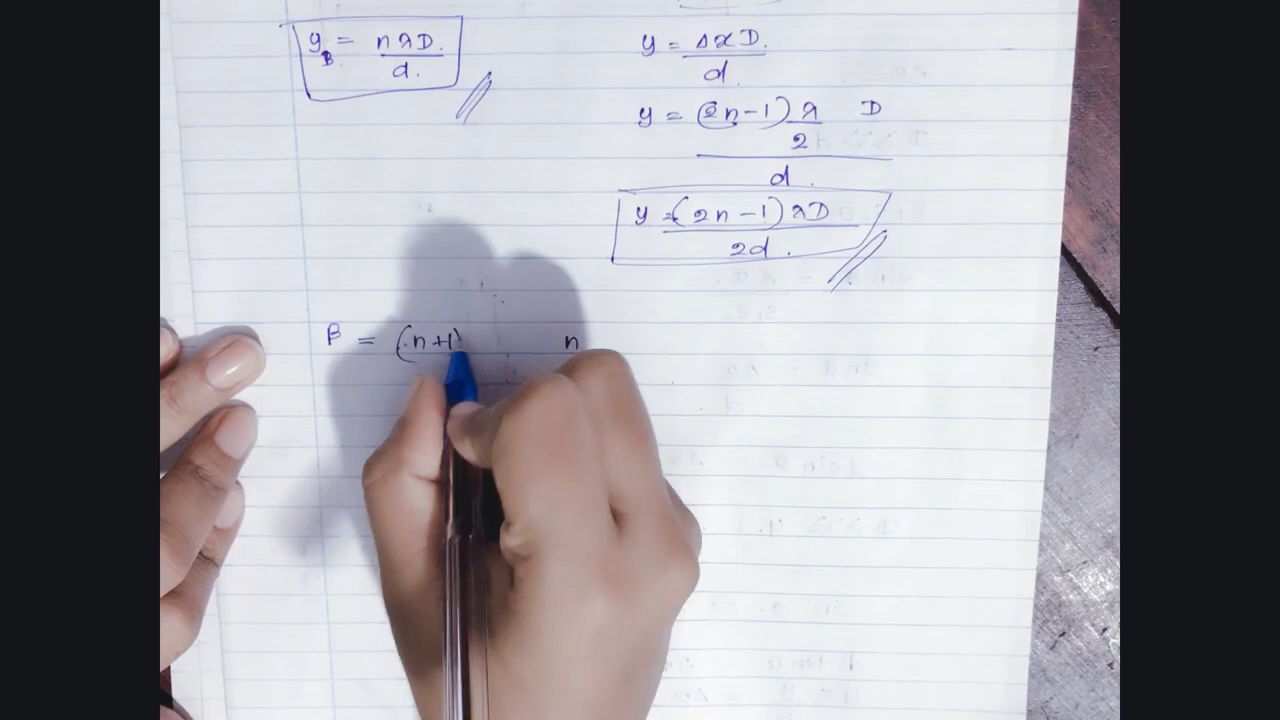 y_B = nλD / d.
y = ΔxD. / d.
y = (2n-1) λ/2 D / d.
y = (2n-1) λD / 2d.
β = (n+1) n